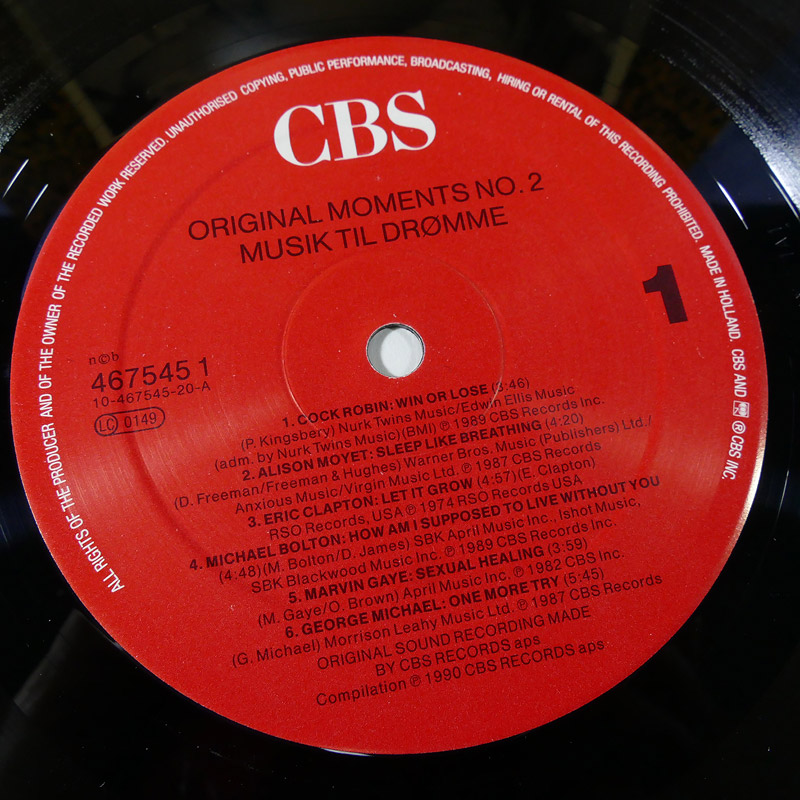 ALL RIGHTS OF THE PRODUCER AND OF THE OWNER OF THE RECORDED WORK RESERVED. UNAUTHORISED COPYING, PUBLIC PERFORMANCE, BROADCASTING, HIRING OR RENTAL OF THIS RECORDING PROHIBITED. MADE IN HOLLAND. CBS AND ® CBS INC.
CBS
ORIGINAL MOMENTS NO. 2
MUSIK TIL DRØMME
1
n©b
467545 1
10-467545-20-A
LC 0149
1. COCK ROBIN: WIN OR LOSE (3:46)
(P. Kingsbery) Nurk Twins Music/Edwin Ellis Music
(adm. by Nurk Twins Music) (BMI) ℗ 1989 CBS Records Inc.
2. ALISON MOYET: SLEEP LIKE BREATHING (4:20)
(D. Freeman/Freeman & Hughes) Warner Bros. Music (Publishers) Ltd./
Anxious Music/Virgin Music Ltd. ℗ 1987 CBS Records
3. ERIC CLAPTON: LET IT GROW (4:57) (E. Clapton)
RSO Records, USA ℗ 1974 RSO Records USA
4. MICHAEL BOLTON: HOW AM I SUPPOSED TO LIVE WITHOUT YOU
(4:48) (M. Bolton/D. James) SBK April Music Inc., Ishot Music,
SBK Blackwood Music Inc. ℗ 1989 CBS Records Inc.
5. MARVIN GAYE: SEXUAL HEALING (3:59)
(M. Gaye/O. Brown) April Music Inc. ℗ 1982 CBS Inc.
6. GEORGE MICHAEL: ONE MORE TRY (5:45)
(G. Michael) Morrison Leahy Music Ltd. ℗ 1987 CBS Records
ORIGINAL SOUND RECORDING MADE
BY CBS RECORDS aps
Compilation ℗ 1990 CBS RECORDS aps